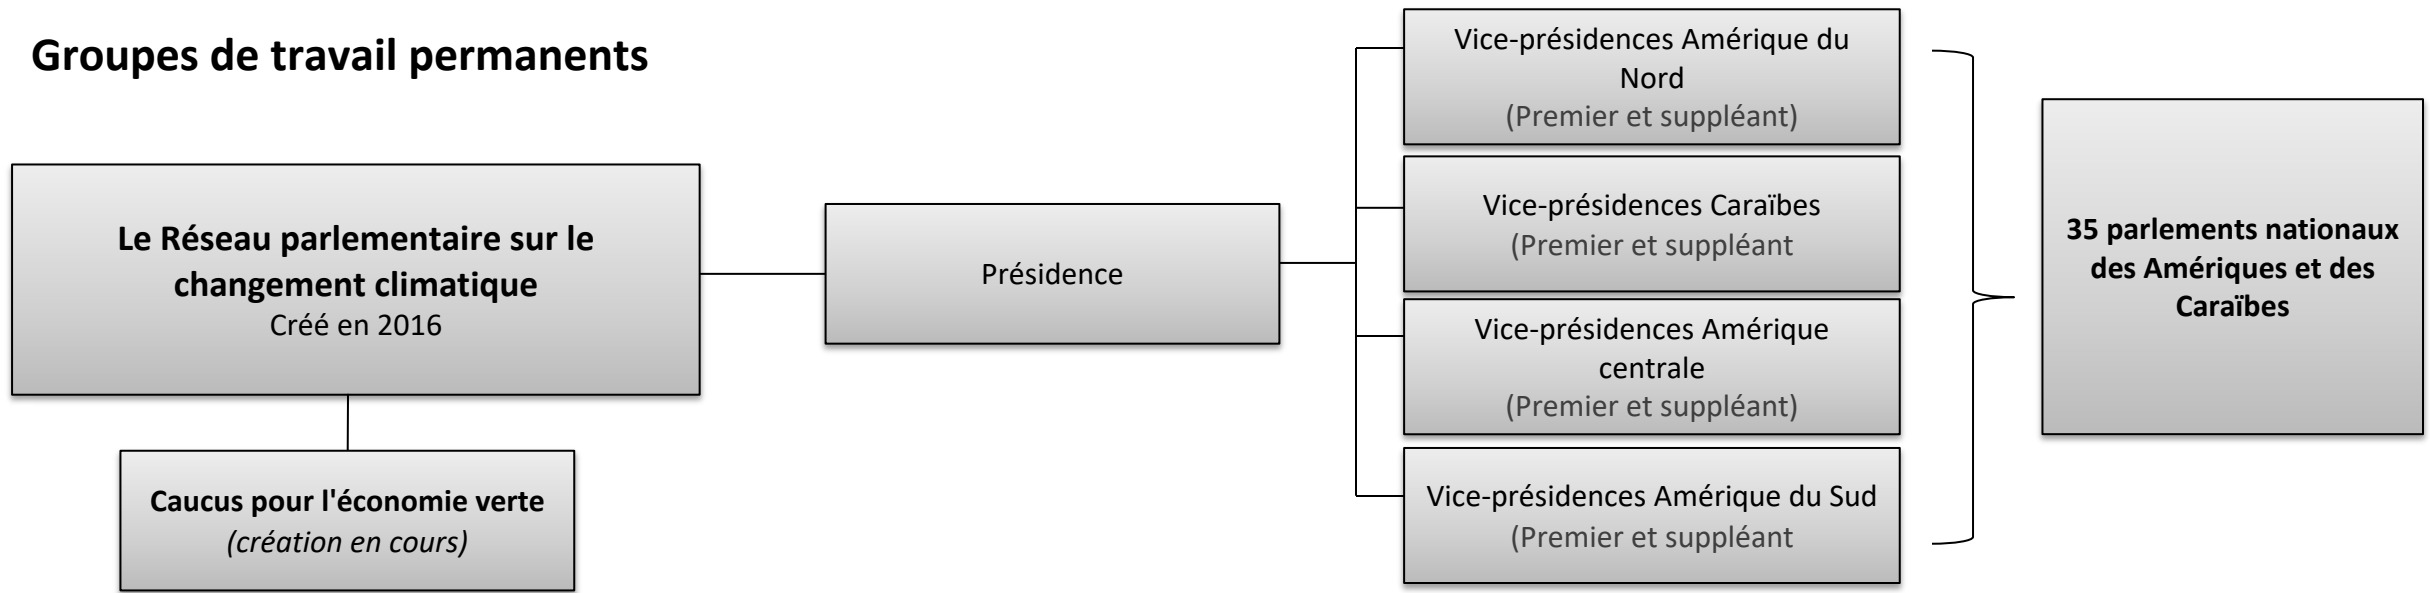 Groupes de travail permanents
Le Réseau parlementaire sur le
changement climatique
Créé en 2016
Caucus pour l'économie verte
(création en cours)
Présidence
Vice-présidences Amérique du
Nord
(Premier et suppléant)
Vice-présidences Caraïbes
(Premier et suppléant
Vice-présidences Amérique
centrale
(Premier et suppléant)
Vice-présidences Amérique du Sud
(Premier et suppléant
35 parlements nationaux
des Amériques et des
Caraïbes